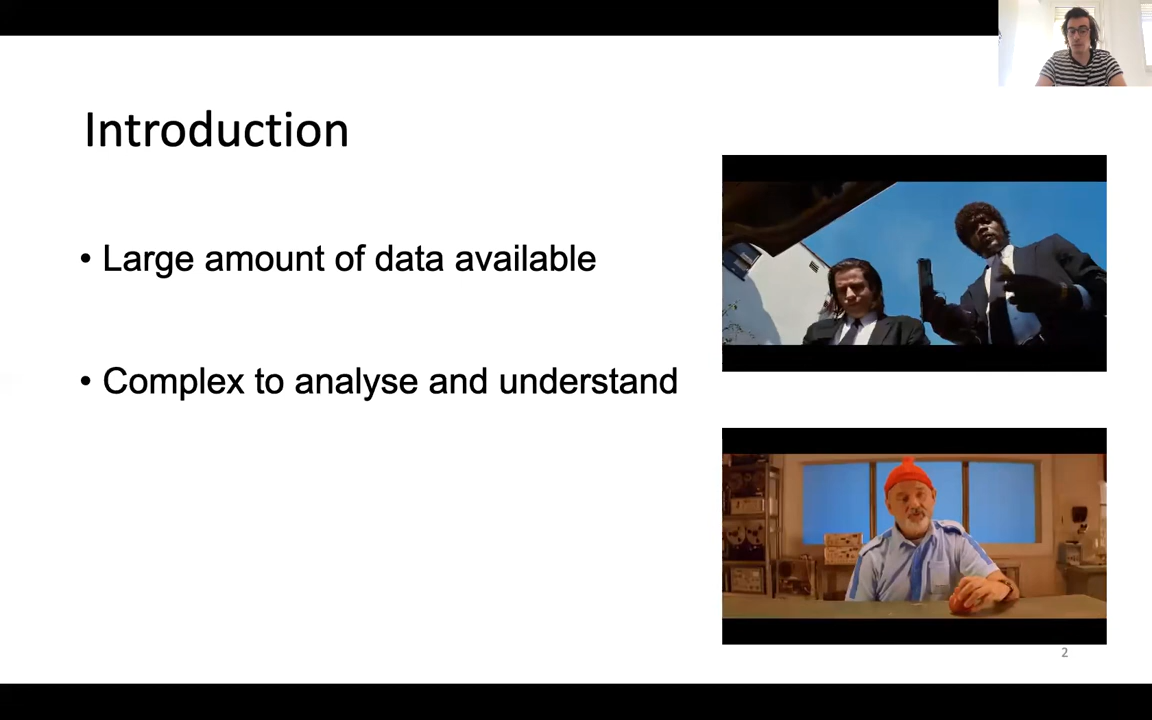 Introduction
• Large amount of data available
• Complex to analyse and understand
2